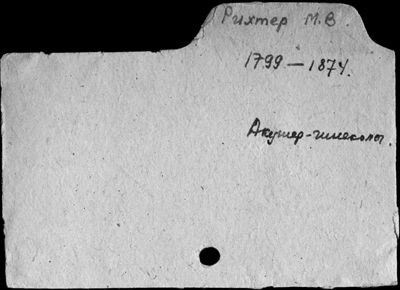 Рихтер М.В.
1799 – 1874.
Акушер-гинеколог.